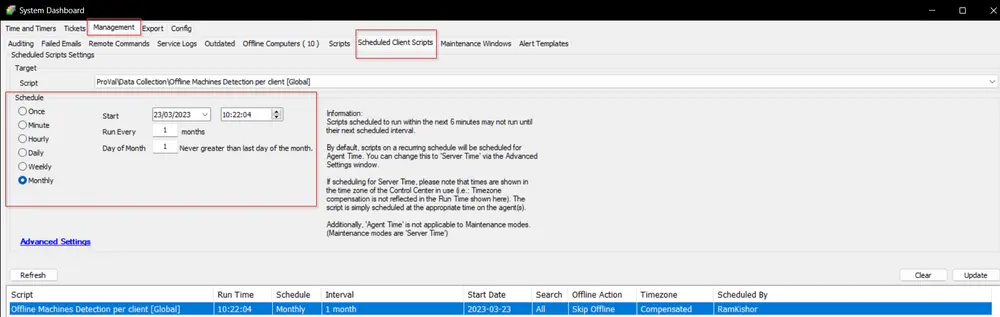 System Dashboard
Time and Timers Tickets Management Export Config
Auditing Failed Emails Remote Commands Service Logs Outdated Offline Computers ( 10 ) Scripts Scheduled Client Scripts Maintenance Windows Alert Templates
Scheduled Scripts Settings
Target
Script ProVal\Data Collection\Offline Machines Detection per client [Global]
Schedule
Once
Minute
Hourly
Daily
Weekly
Monthly
Start 23/03/2023 10:22:04
Run Every 1 months
Day of Month 1 Never greater than last day of the month.
Information:
Scripts scheduled to run within the next 6 minutes may not run until
their next scheduled interval.
By default, scripts on a recurring schedule will be scheduled for
Agent Time. You can change this to 'Server Time' via the Advanced
Settings window.
If scheduling for Server Time, please note that times are shown in
the time zone of the Control Center in use (i.e.: Timezone
compensation is not reflected in the Run Time shown here). The
script is simply scheduled at the appropriate time on the agent(s).
Additionally, 'Agent Time' is not applicable to Maintenance modes.
(Maintenance modes are 'Server Time')
Advanced Settings
Refresh Clear Update
Script Run Time Schedule Interval Start Date Search Offline Action Timezone Scheduled By
Offline Machines Detection per client [Global] 10:22:04 Monthly 1 month 2023-03-23 All Skip Offline Compensated RamKishor